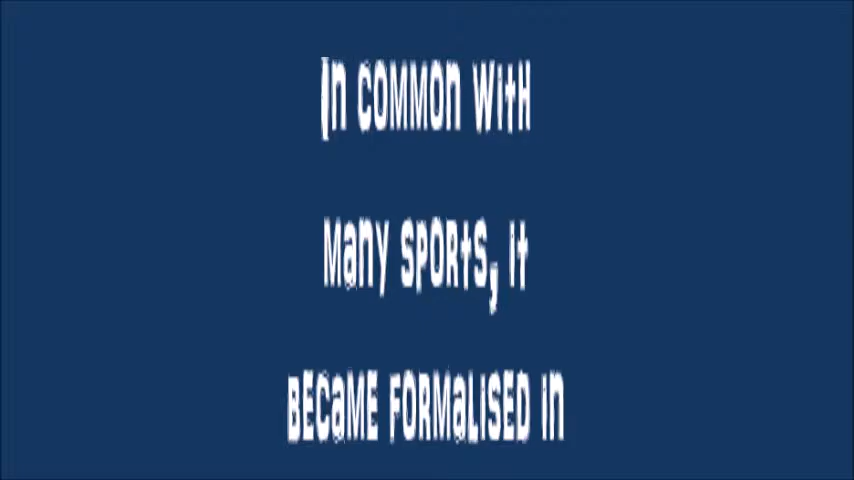 In common with
many sports, it
became formalised in